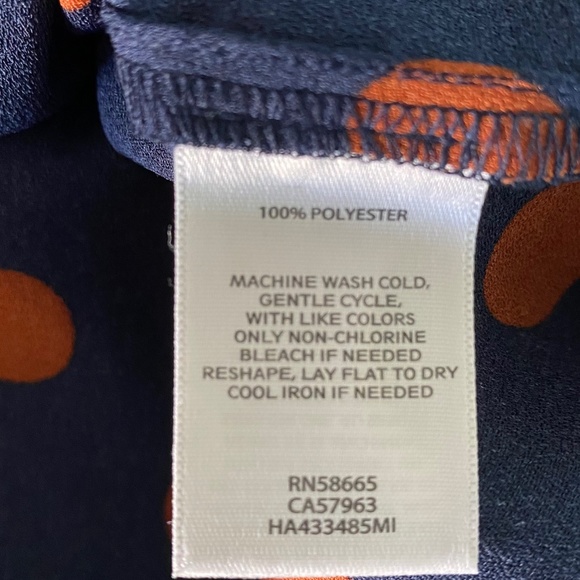 100% POLYESTER
MACHINE WASH COLD,
GENTLE CYCLE,
WITH LIKE COLORS
ONLY NON-CHLORINE
BLEACH IF NEEDED
RESHAPE, LAY FLAT TO DRY
COOL IRON IF NEEDED
RN58665
CA57963
HA433485MI